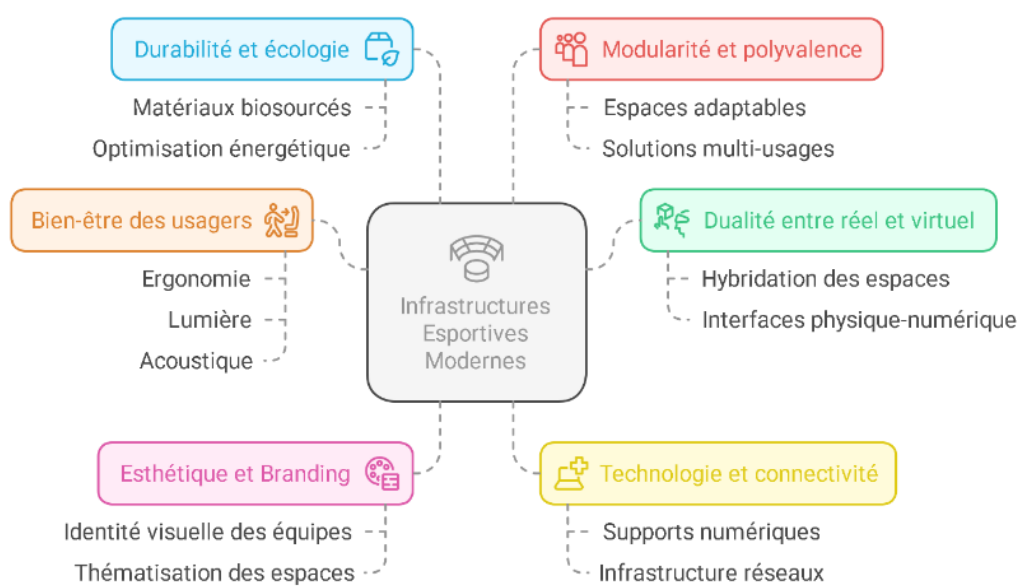 Durabilité et écologie
Matériaux biosourcés
Optimisation énergétique
Modularité et polyvalence
Espaces adaptables
Solutions multi-usages
Bien-être des usagers
Ergonomie
Lumière
Acoustique
Infrastructures
Esportives
Modernes
Dualité entre réel et virtuel
Hybridation des espaces
Interfaces physique-numérique
Esthétique et Branding
Identité visuelle des équipes
Thématisation des espaces
Technologie et connectivité
Supports numériques
Infrastructure réseaux